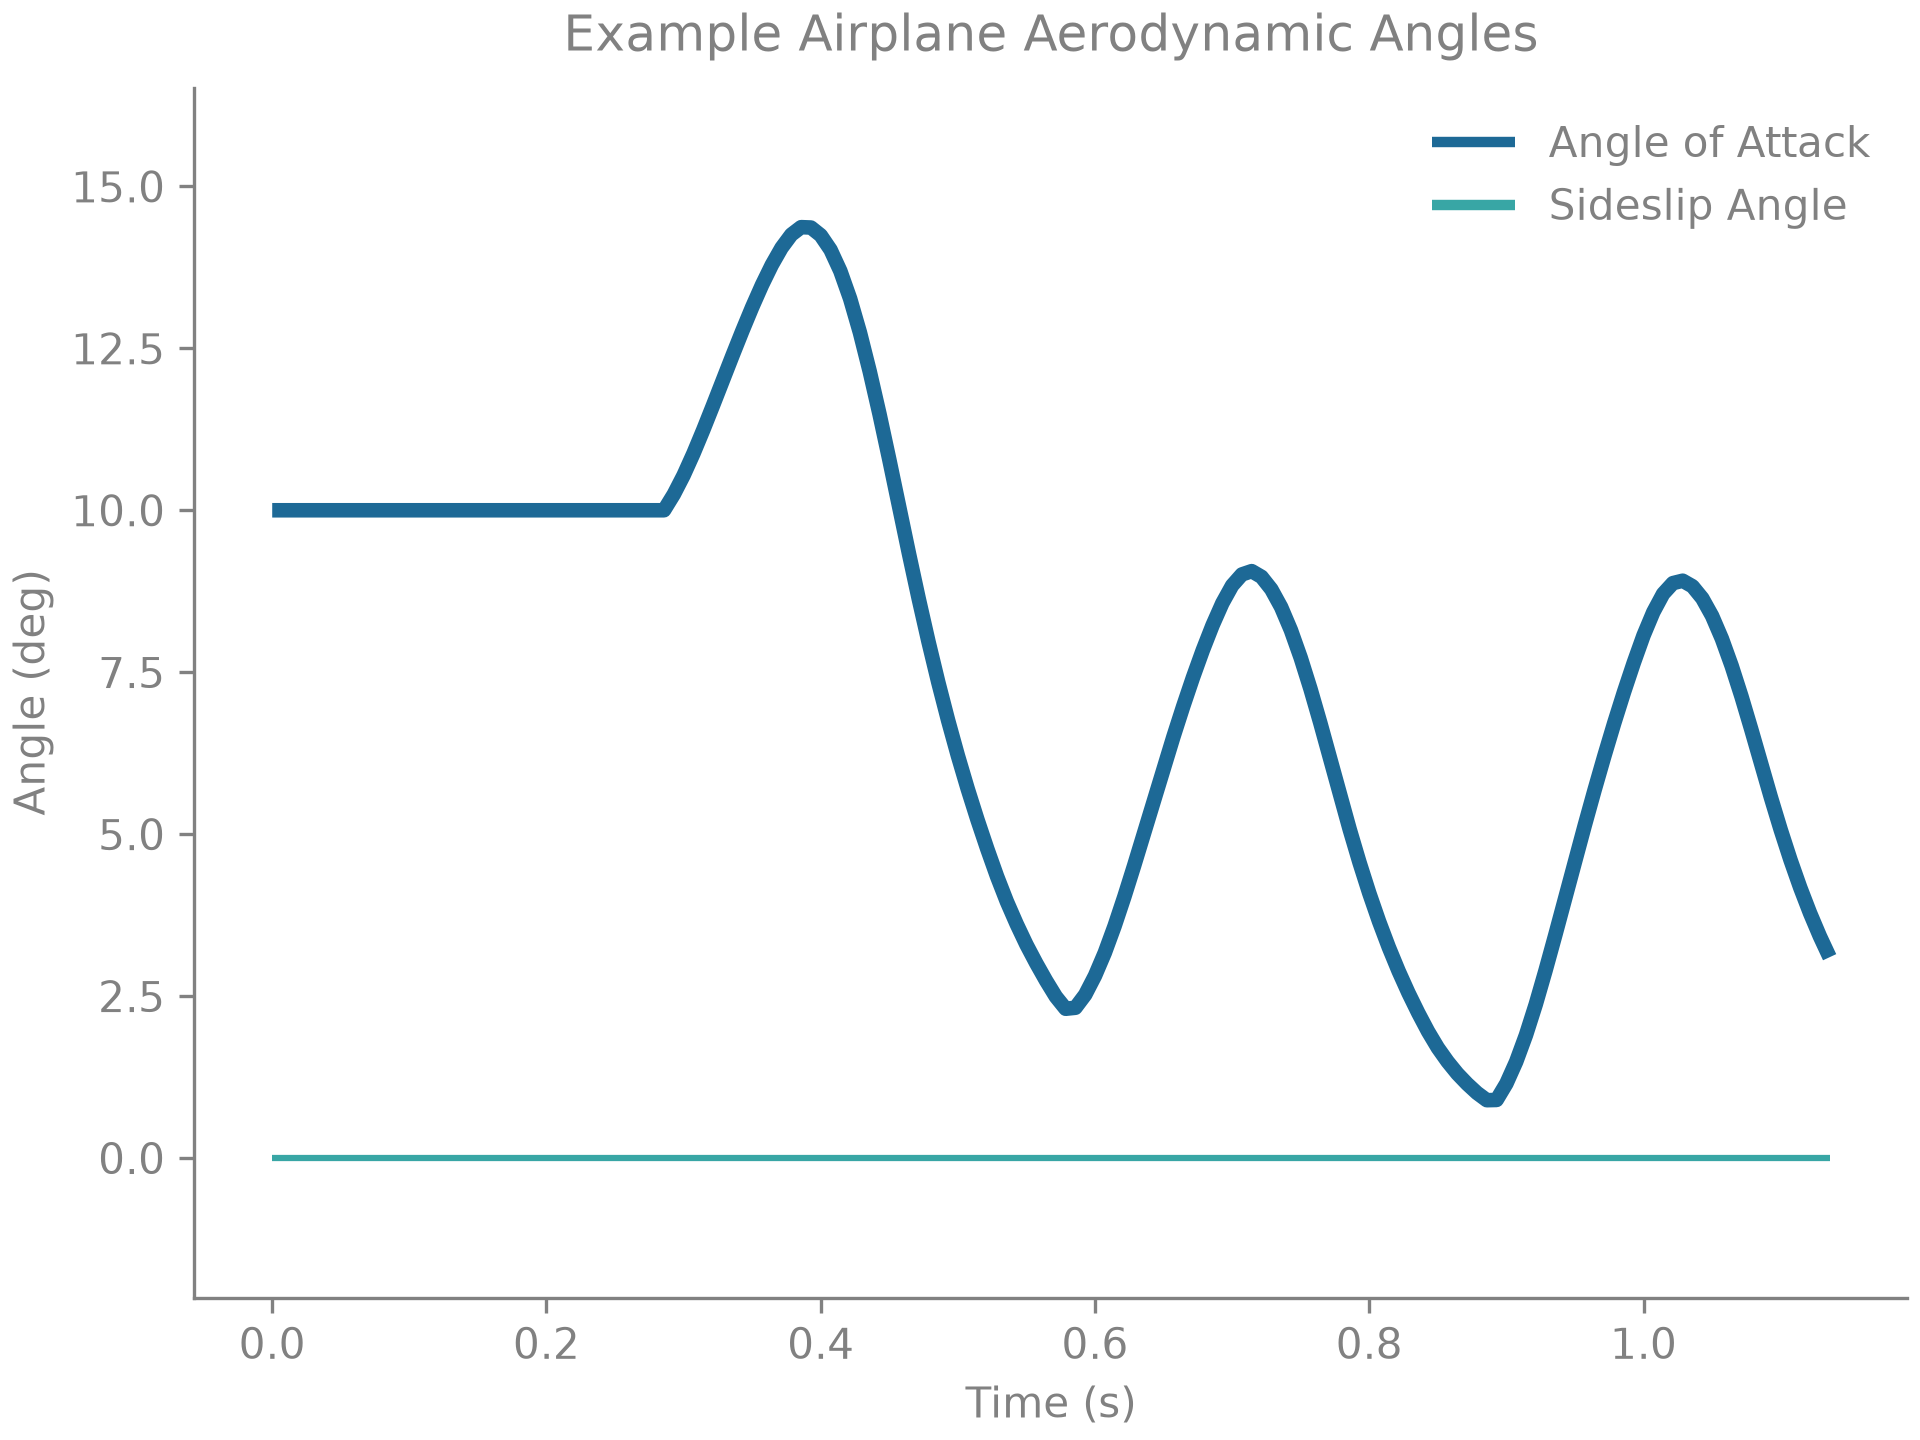 Example Airplane Aerodynamic Angles
Angle of Attack
Sideslip Angle
15.0
12.5
10.0
7.5
5.0
2.5
0.0
Angle (deg)
0.0 0.2 0.4 0.6 0.8 1.0
Time (s)